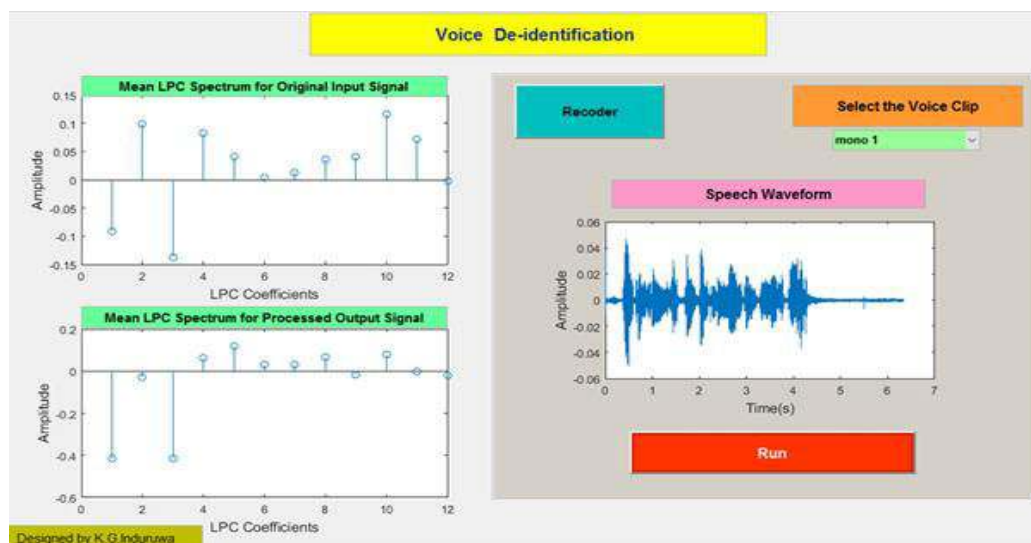 Voice De-identification
Mean LPC Spectrum for Original Input Signal
0.15
0.1
0.05
0
-0.05
-0.1
-0.15
Amplitude
0 2 4 6 8 10 12
LPC Coefficients
Mean LPC Spectrum for Processed Output Signal
0.2
0
-0.2
-0.4
-0.6
Amplitude
0 2 4 6 8 10 12
LPC Coefficients
Designed by K.G.Induruwa
Recoder
Select the Voice Clip
mono 1
Speech Waveform
0.06
0.04
0.02
0
-0.02
-0.04
-0.06
Amplitude
0 1 2 3 4 5 6 7
Time(s)
Run